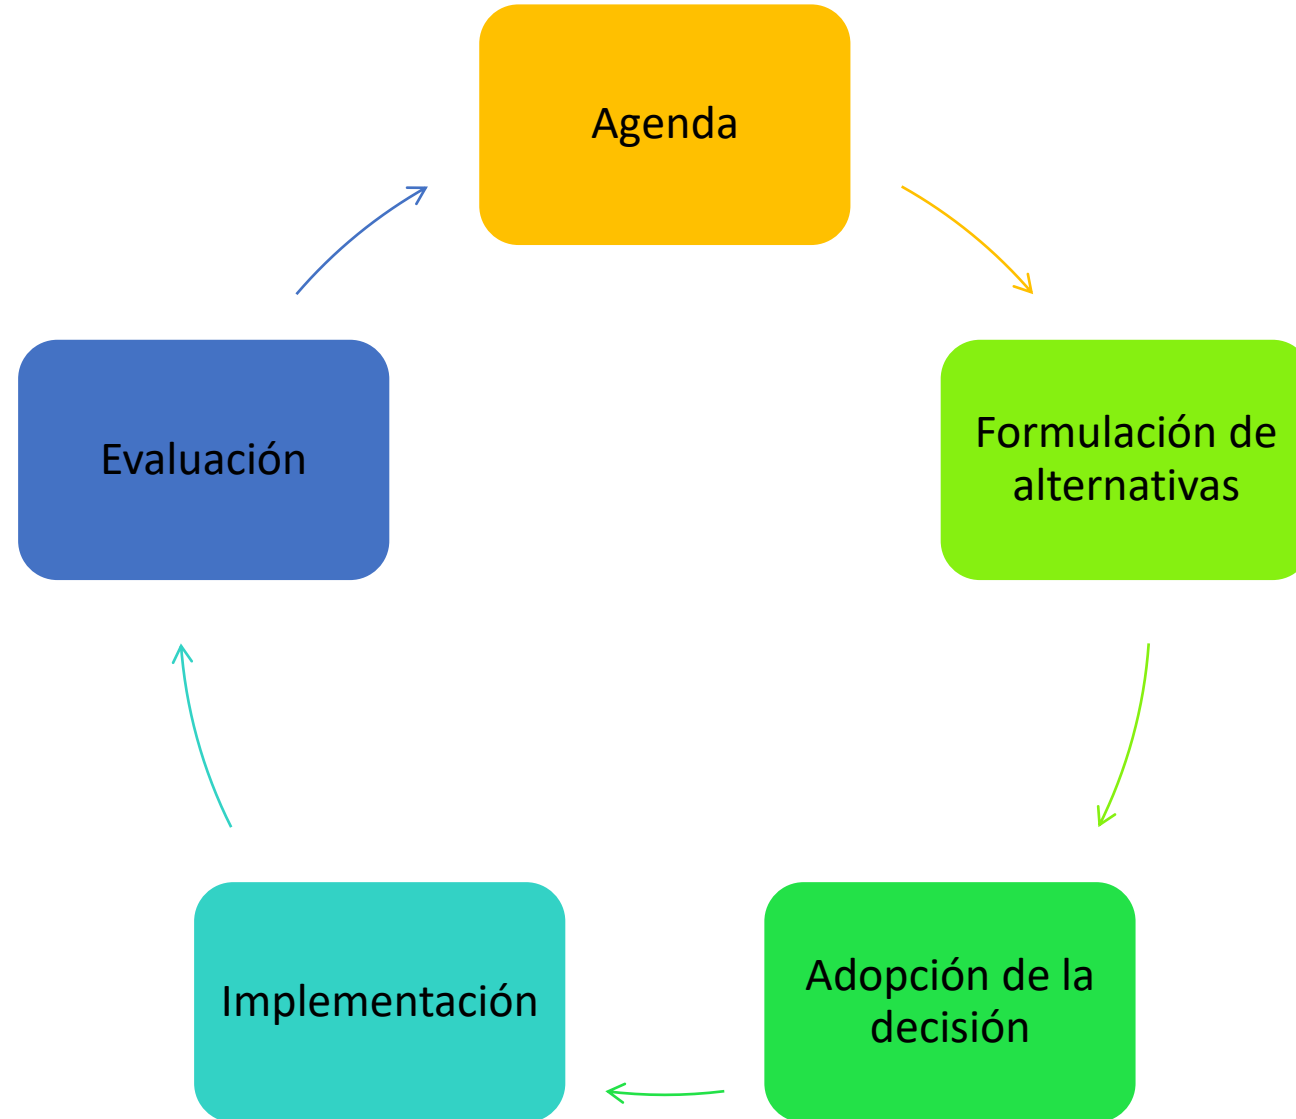 Agenda
Formulación de
alternativas
Adopción de la
decisión
Implementación
Evaluación